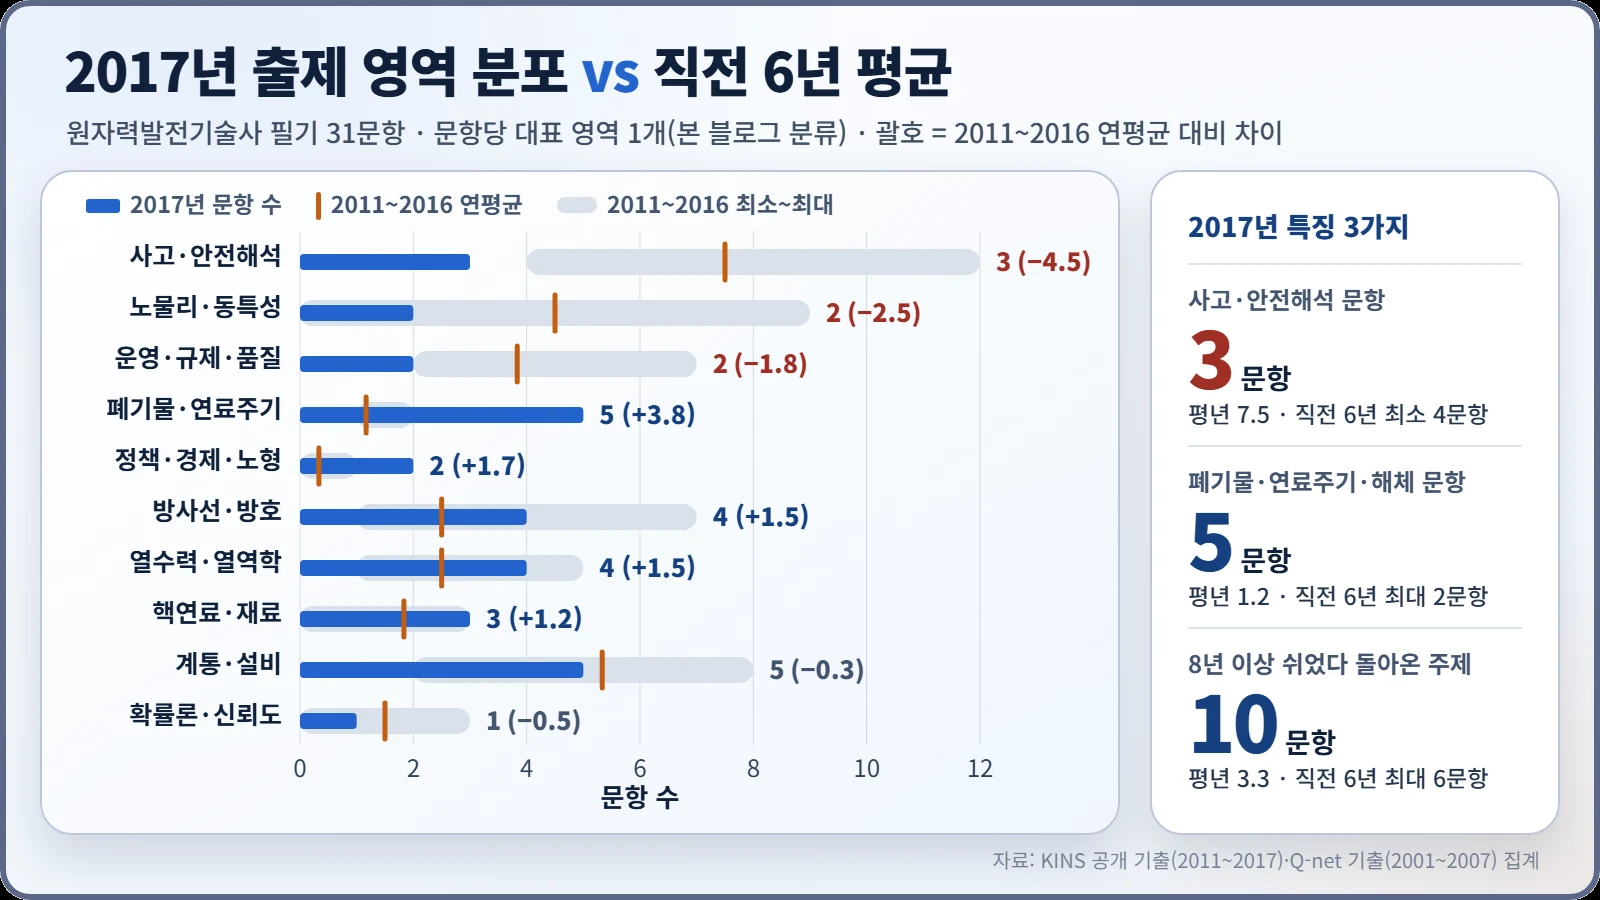 2017년 출제 영역 분포 vs 직전 6년 평균
원자력발전기술사 필기 31문항 · 문항당 대표 영역 1개(본 블로그 분류) · 괄호 = 2011~2016 연평균 대비 차이
2017년 문항 수
2011~2016 연평균
2011~2016 최소~최대
사고·안전해석
3 (−4.5)
노물리·동특성
2 (−2.5)
운영·규제·품질
2 (−1.8)
폐기물·연료주기
5 (+3.8)
정책·경제·노형
2 (+1.7)
방사선·방호
4 (+1.5)
열수력·열역학
4 (+1.5)
핵연료·재료
3 (+1.2)
계통·설비
5 (−0.3)
확률론·신뢰도
1 (−0.5)
0 2 4 6 8 10 12
문항 수
2017년 특징 3가지
사고·안전해석 문항
3 문항
평년 7.5 · 직전 6년 최소 4문항
폐기물·연료주기·해체 문항
5 문항
평년 1.2 · 직전 6년 최대 2문항
8년 이상 쉬었다 돌아온 주제
10 문항
평년 3.3 · 직전 6년 최대 6문항
자료: KINS 공개 기출(2011~2017)·Q-net 기출(2001~2007) 집계